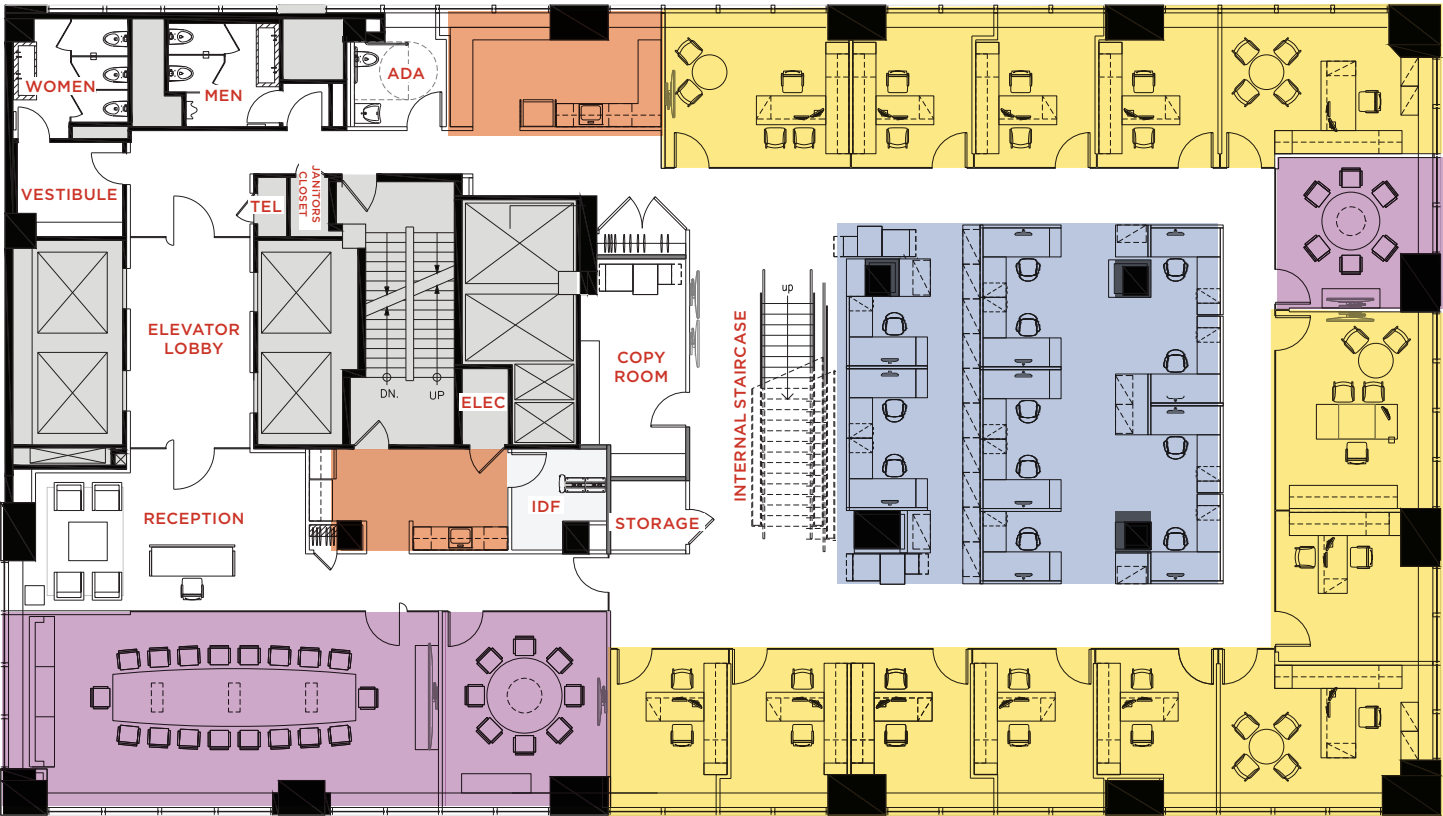 WOMEN
MEN
ADA
VESTIBULE
TEL
JANITORS
CLOSET
ELEVATOR
LOBBY
DN.
UP
ELEC
COPY
ROOM
up
INTERNAL STAIRCASE
RECEPTION
IDF
STORAGE